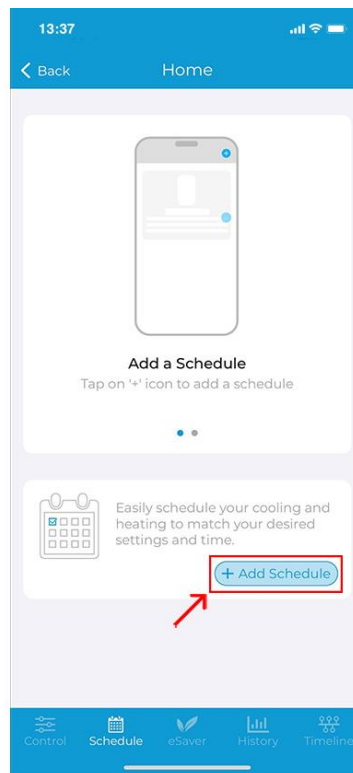 13:37
Back
Home
Add a Schedule
Tap on '+' icon to add a schedule
Easily schedule your cooling and
heating to match your desired
settings and time.
+ Add Schedule
Control
Schedule
eSaver
History
Timeline